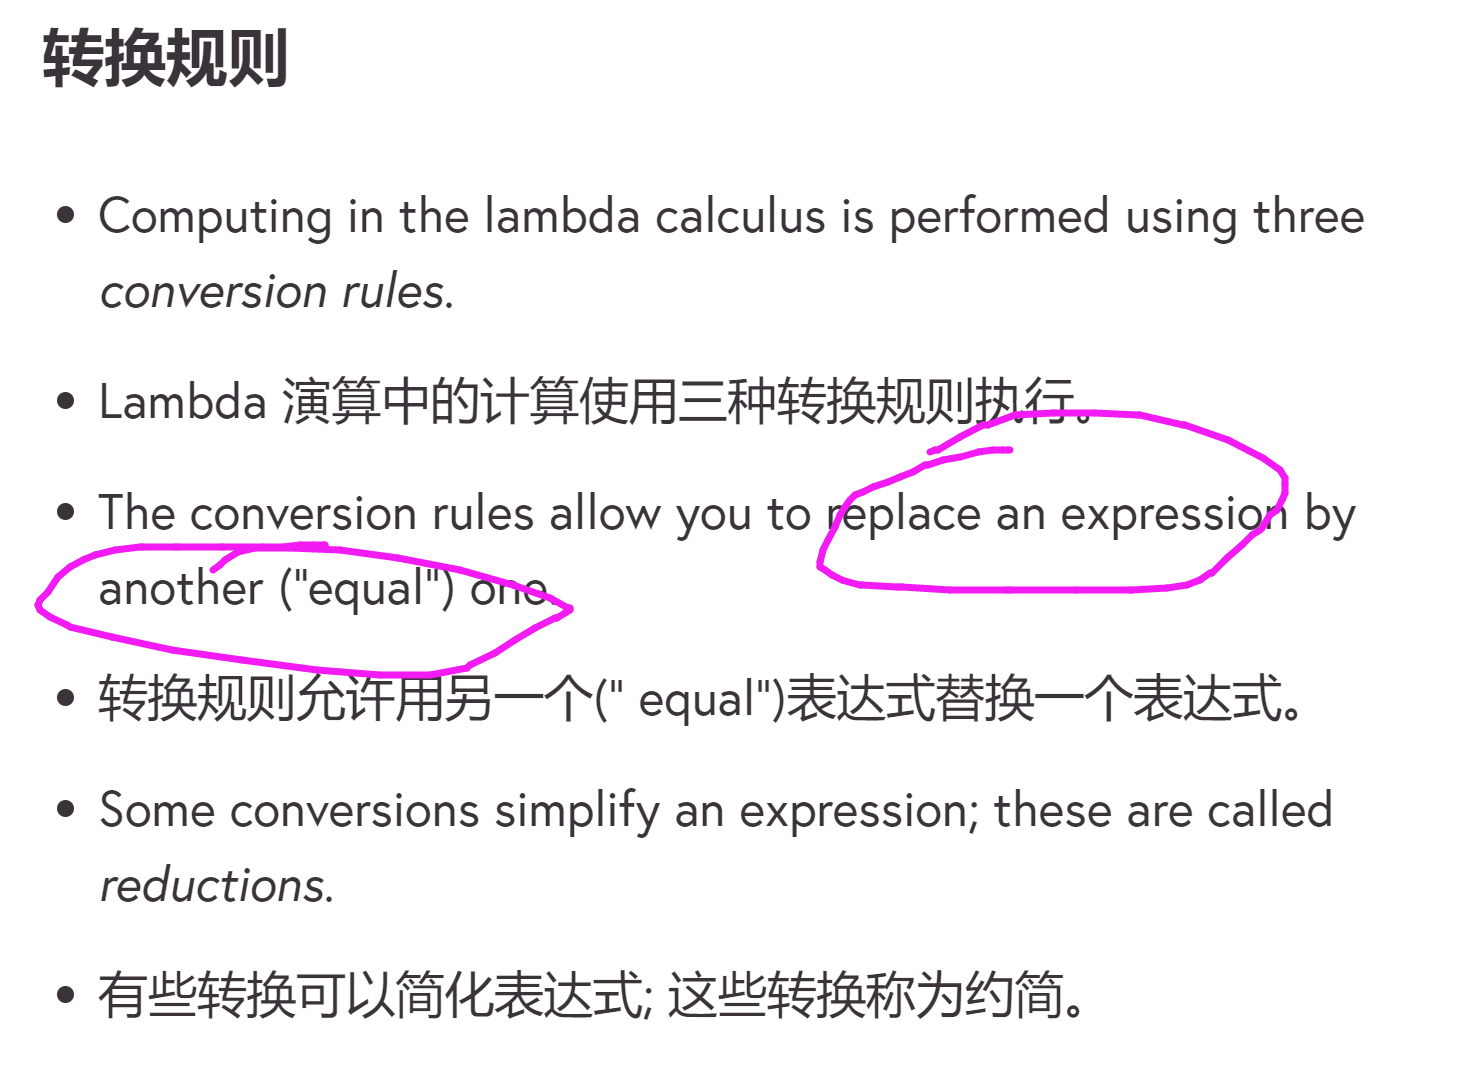 转换规则
• Computing in the lambda calculus is performed using three
conversion rules.
• Lambda 演算中的计算使用三种转换规则执行。
• The conversion rules allow you to replace an expression by
another ("equal") one.
• 转换规则允许用另一个(" equal")表达式替换一个表达式。
• Some conversions simplify an expression; these are called
reductions.
• 有些转换可以简化表达式; 这些转换称为约简。